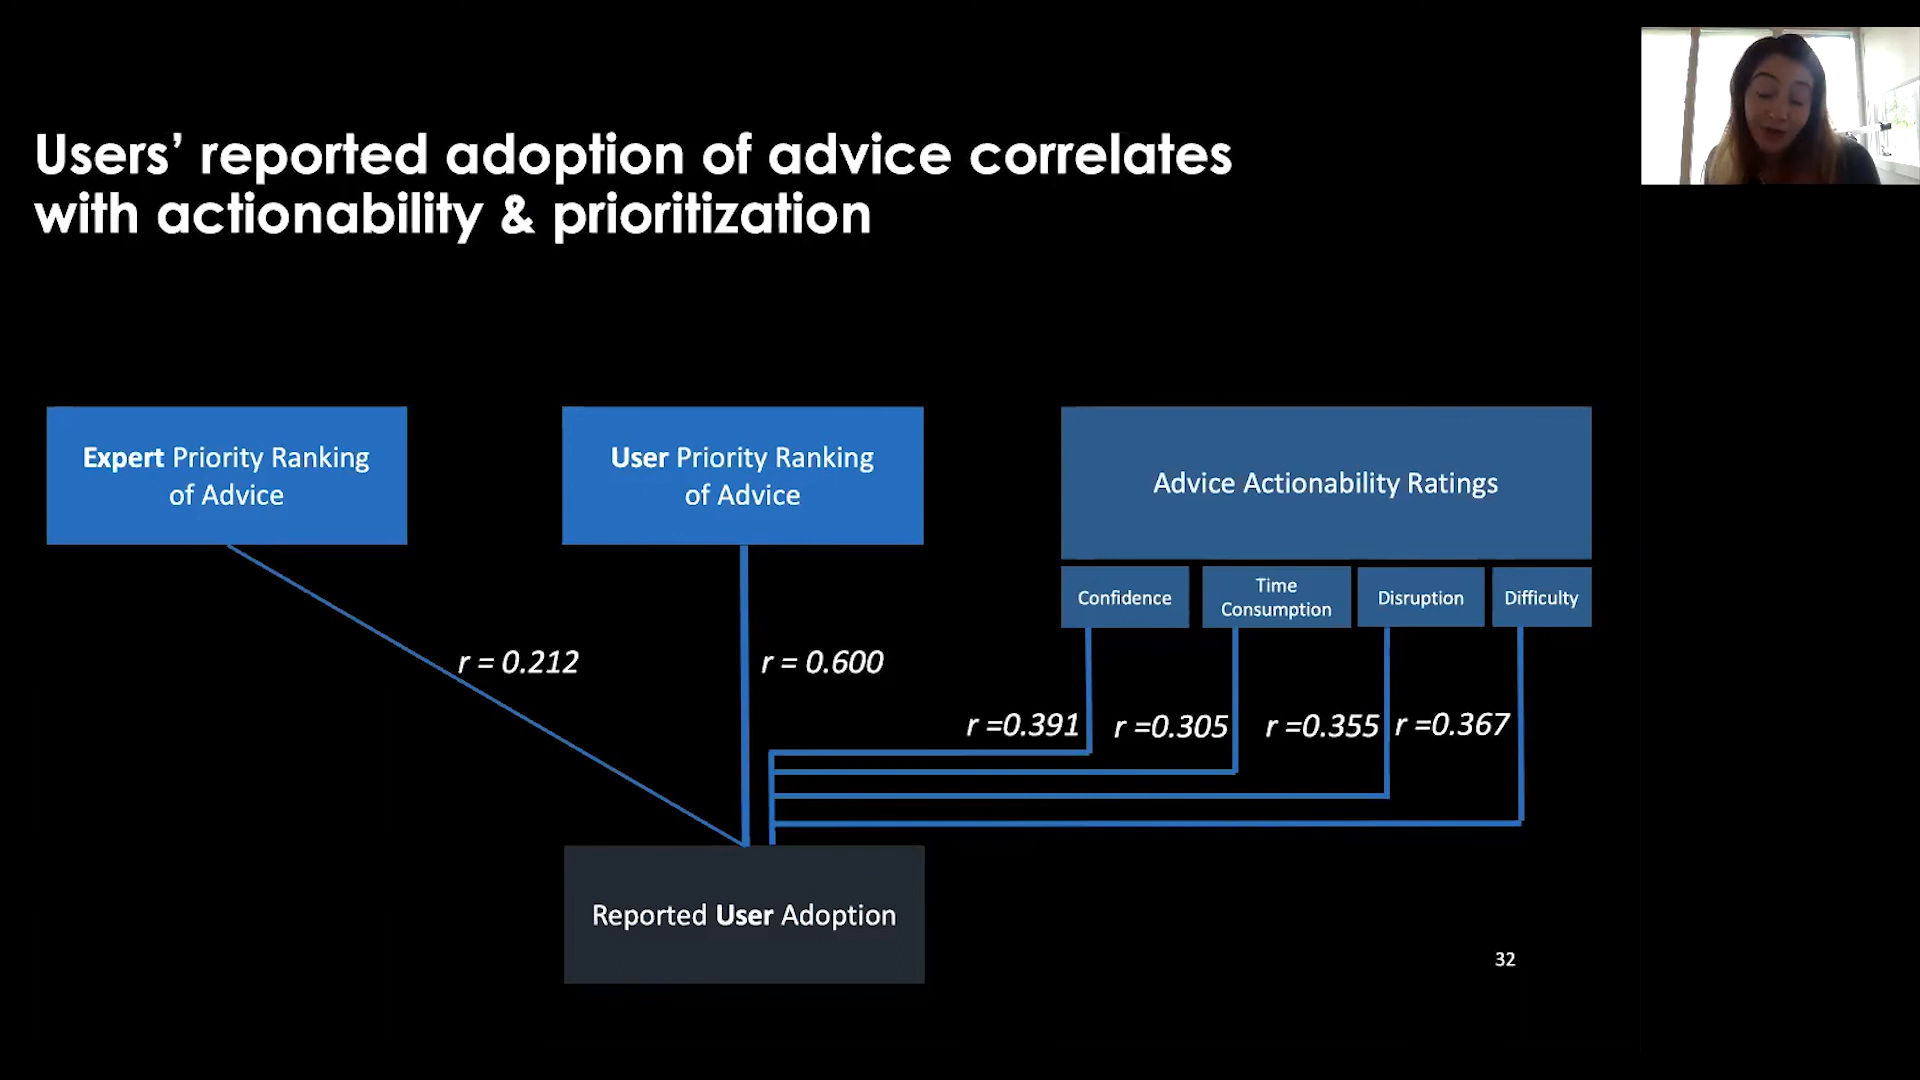 Users’ reported adoption of advice correlates
with actionability & prioritization
Expert Priority Ranking
of Advice
User Priority Ranking
of Advice
Advice Actionability Ratings
Confidence
Time
Consumption
Disruption
Difficulty
r = 0.212
r = 0.600
r =0.391
r =0.305
r =0.355
r =0.367
Reported User Adoption
32